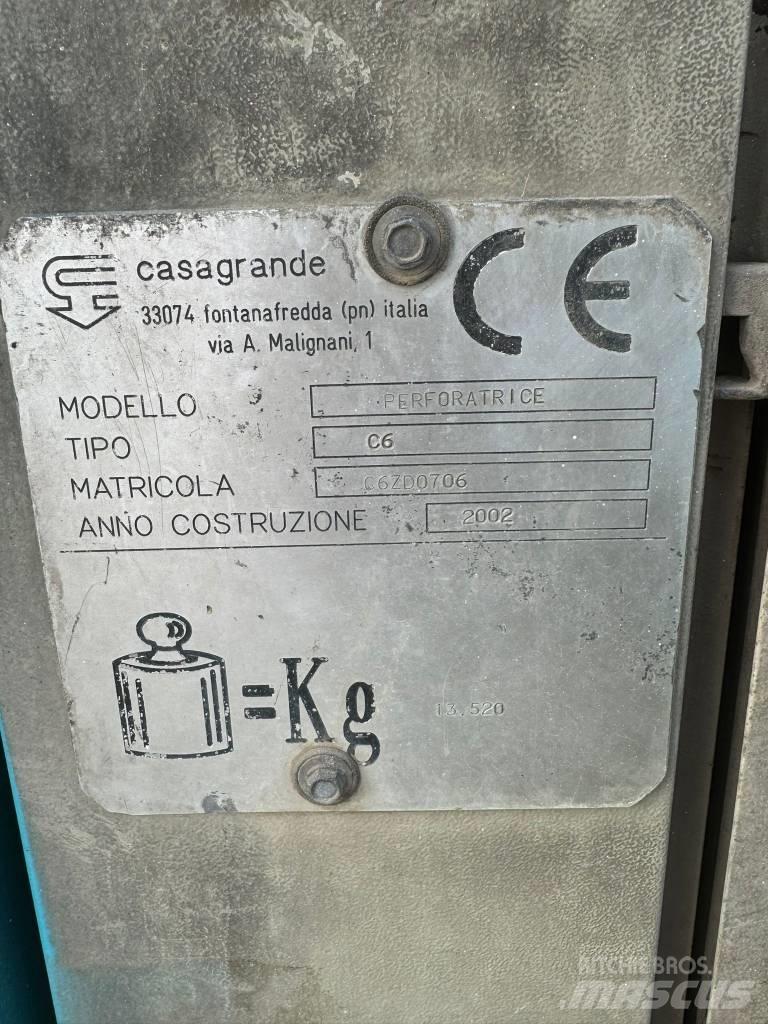 casagrande
33074 fontanafredda (pn) italia
via A. Malignani, 1
CE
MODELLO PERFORATRICE
TIPO C6
MATRICOLA C6ZD0706
ANNO COSTRUZIONE 2002
=Kg 13,520
RITCHIE BROS.
MASCUS